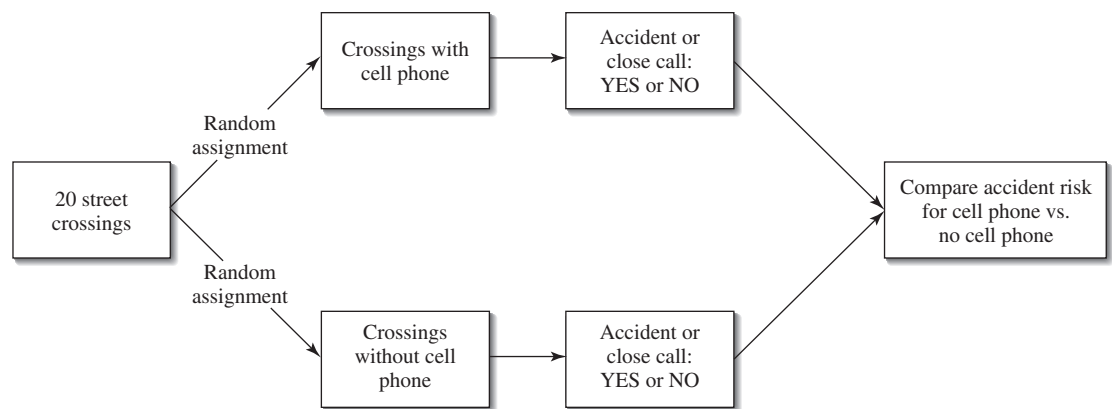 20 street
crossings
Random
assignment
Random
assignment
Crossings with
cell phone
Accident or
close call:
YES or NO
Crossings
without cell
phone
Accident or
close call:
YES or NO
Compare accident risk
for cell phone vs.
no cell phone